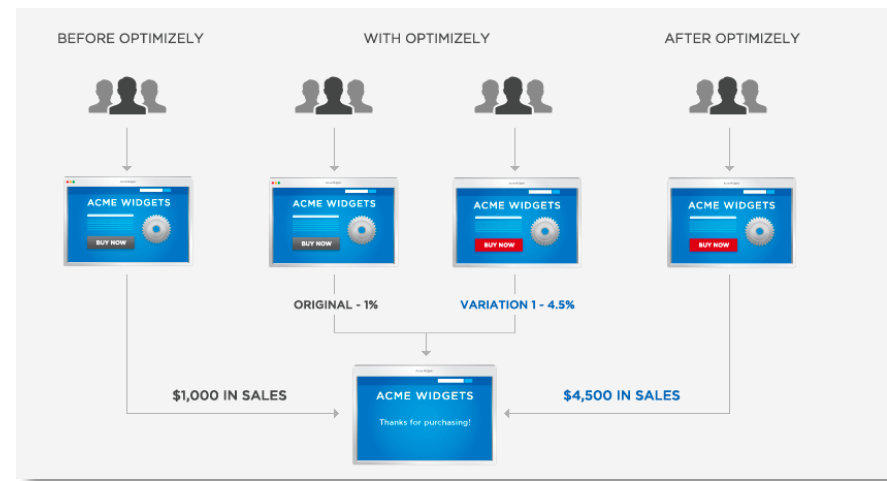 BEFORE OPTIMIZELY
WITH OPTIMIZELY
AFTER OPTIMIZELY
ACME WIDGETS
BUY NOW
ACME WIDGETS
BUY NOW
ACME WIDGETS
BUY NOW
ACME WIDGETS
BUY NOW
ORIGINAL - 1%
VARIATION 1 - 4.5%
$1,000 IN SALES
ACME WIDGETS
Thanks for purchasing!
$4,500 IN SALES